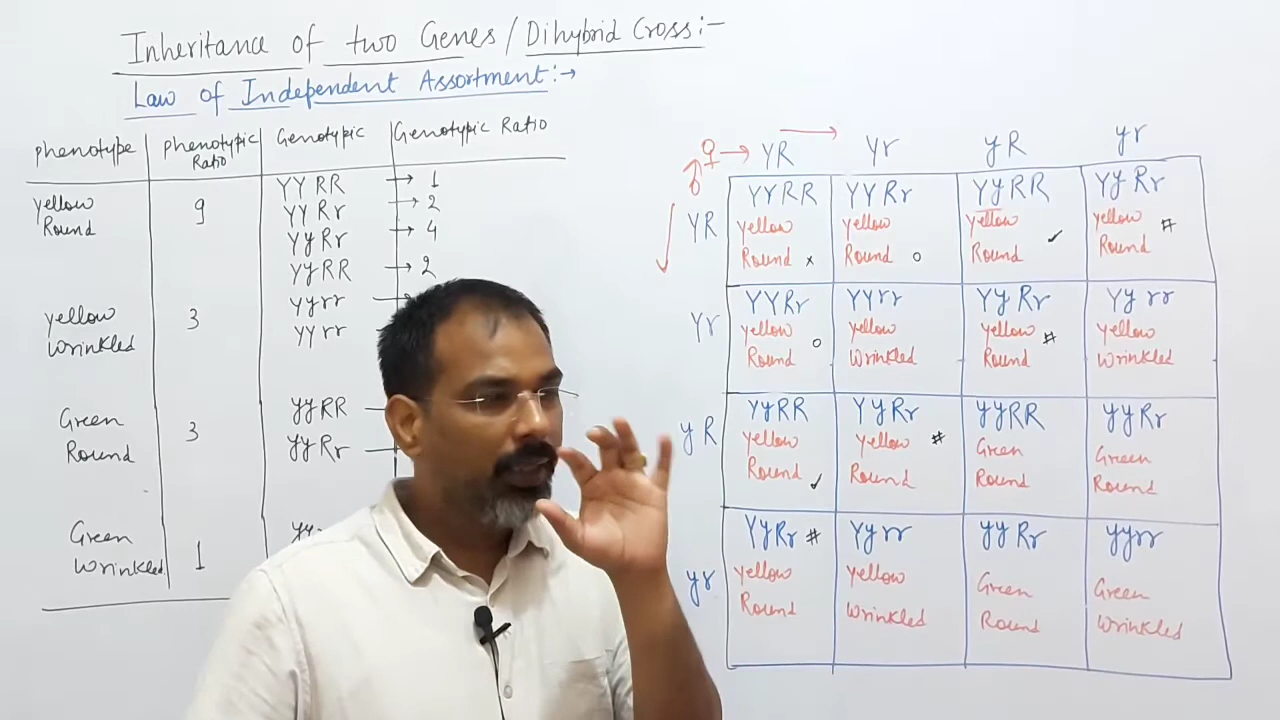 Inheritance of two Genes / Dihybrid Cross:-
Law of Independent Assortment:→
Phenotype Phenotypic Ratio Genotypic Genotypic Ratio
Yellow Round 9 YYRR → 1
YYRr → 2
YyRr → 4
YyRR → 2
Yellow Wrinkled 3 Yyrr →
YYrr
Green Round 3 yyRR
yyRr
Green Wrinkled 1 yy
♀ → YR Yr yR yr
♂
YR YYRR YYRr YyRR YyRr
Yellow Yellow Yellow Yellow
Round x Round o Round ✓ Round #
Yr YYRr YYrr YyRr Yyrr
Yellow Yellow Yellow Yellow
Round o Wrinkled Round # Wrinkled
yR YyRR YyRr yyRR yyRr
Yellow Yellow # Green Green
Round ✓ Round Round Round
yr YyRr # Yyrr yyRr yyrr
Yellow Yellow Green Green
Round Wrinkled Round Wrinkled